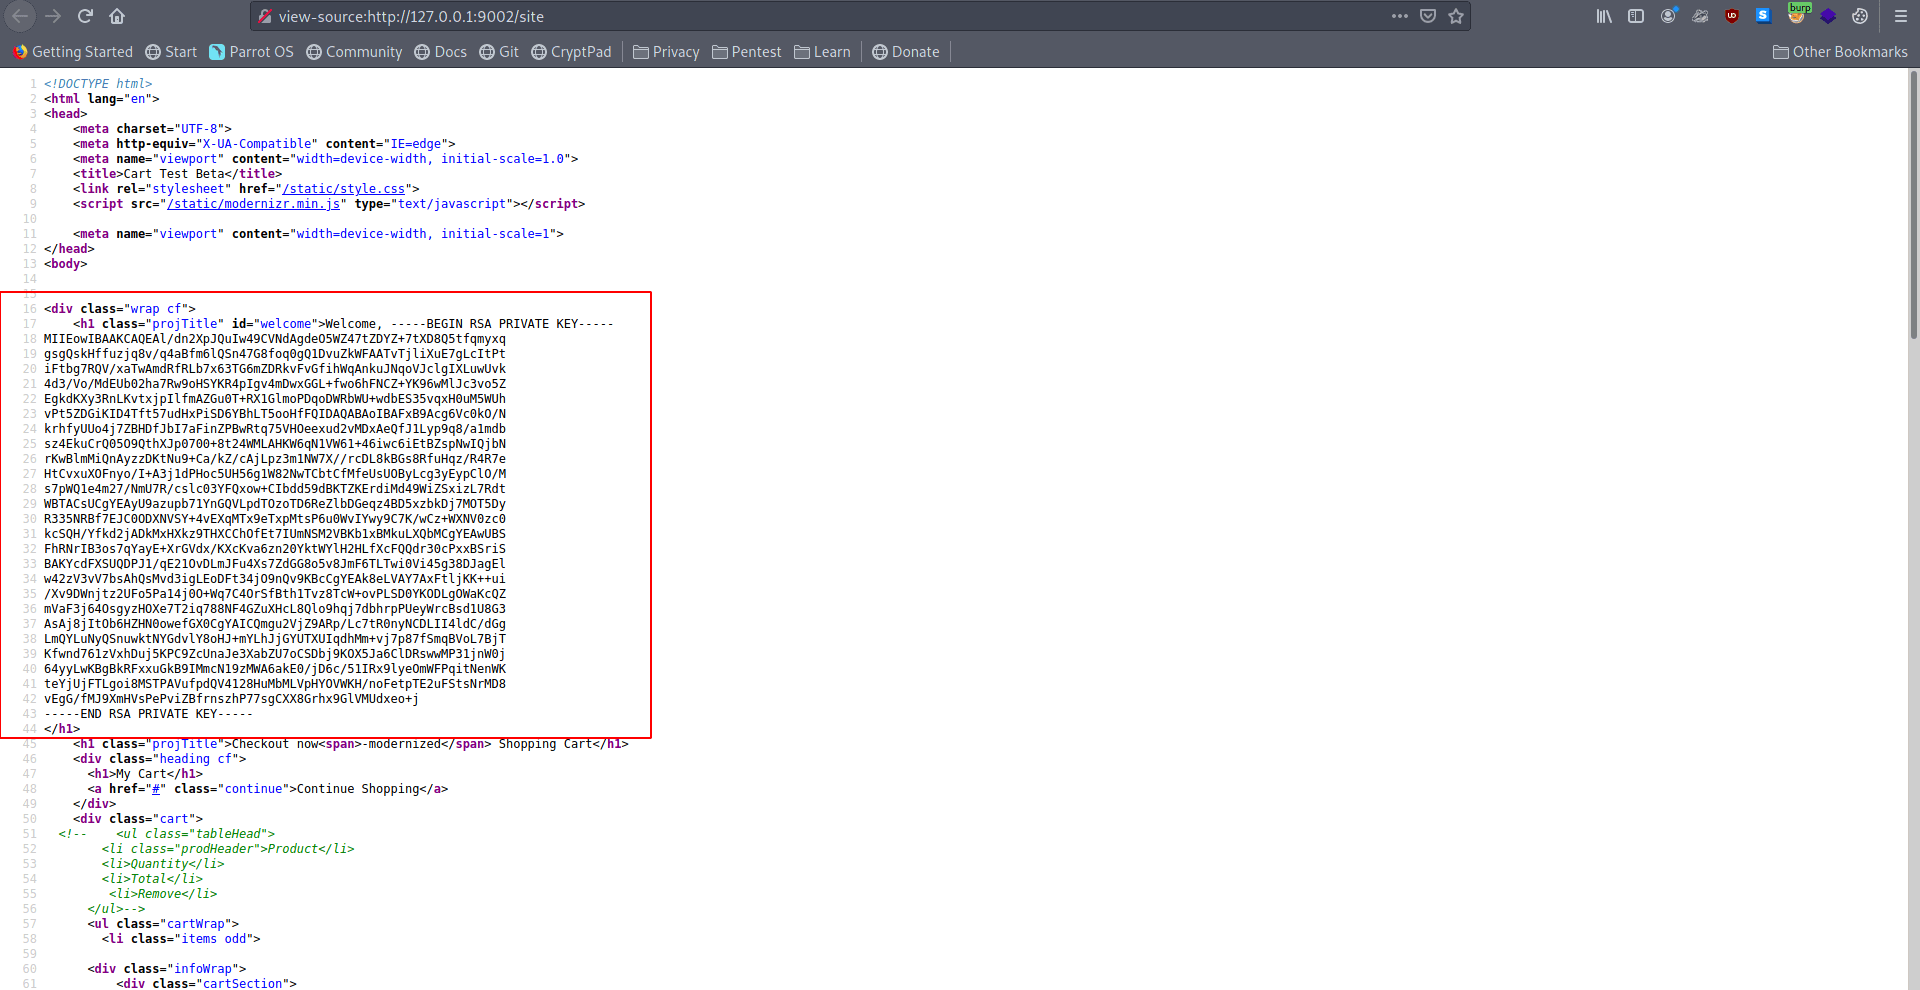 view-source:http://127.0.0.1:9002/site
burp
Getting Started Start Parrot OS Community Docs Git CryptPad Privacy Pentest Learn Donate Other Bookmarks
1 <!DOCTYPE html>
2 <html lang="en">
3 <head>
4 <meta charset="UTF-8">
5 <meta http-equiv="X-UA-Compatible" content="IE=edge">
6 <meta name="viewport" content="width=device-width, initial-scale=1.0">
7 <title>Cart Test Beta</title>
8 <link rel="stylesheet" href="/static/style.css">
9 <script src="/static/modernizr.min.js" type="text/javascript"></script>
10
11 <meta name="viewport" content="width=device-width, initial-scale=1">
12 </head>
13 <body>
14
15
16 <div class="wrap cf">
17 <h1 class="projTitle" id="welcome">Welcome, -----BEGIN RSA PRIVATE KEY-----
18 MIIEowIBAAKCAQEAl/dn2XpJQuIw49CVNdAgdeO5WZ47tZDYZ+7tXD8Q5tfqmyxq
19 gsgQskHffuzjq8v/q4aBfm6lQSn47G8foq0gQ1DvuZkWFAATvTjliXuE7gLcItPt
20 iFtbg7RQV/xaTwAmdRfRLb7x63TG6mZDRkvFvGfihWqAnkuJNqoVJclgIXLuwUvk
21 4d3/Vo/MdEUb02ha7Rw9oHSYKR4pIgv4mDwxGGL+fwo6hFNCZ+YK96wMlJc3vo5Z
22 EgkdKXy3RnLKvtxjpIlfmAZGu0T+RX1GlmoPDqoDWRbWU+wdbES35vqxH0uM5WUh
23 vPt5ZDGiKID4Tft57udHxPiSD6YBhLT5ooHfFQIDAQABAoIBAFxB9Acg6Vc0kO/N
24 krhfyUUo4j7ZBHDfJbI7aFinZPBwRtq75VHOeexud2vMDxAeQfJ1Lyp9q8/a1mdb
25 sz4EkuCrQ05O9QthXJp0700+8t24WMLAHKW6qN1VW61+46iwc6iEtBZspNwIQjbN
26 rKwBlmMiQnAyzzDKtNu9+Ca/kZ/cAjLpz3m1NW7X//rcDL8kBGs8RfuHqz/R4R7e
27 HtCvxuXOFnyo/I+A3j1dPHoc5UH56g1W82NwTCbtCfMfeUsUOByLcg3yEypClO/M
28 s7pWQ1e4m27/NmU7R/cslc03YFQxow+CIbdd59dBKTZKErdiMd49WiZSxizL7Rdt
29 WBTACsUCgYEAyU9azupb71YnGQVLpdTOzoTD6ReZlbDGeqz4BD5xzbkDj7MOT5Dy
30 R335NRBf7EJC0ODXNVSY+4vEXqMTx9eTxpMtsP6u0WvIYwy9C7K/wCz+WXNV0zc0
31 kcSQH/Yfkd2jADkMxHXkz9THXCChOfEt7IUmNSM2VBKb1xBMkuLXQbMCgYEAwUBS
32 FhRNrIB3os7qYayE+XrGVdx/KXcKva6zn20YktWYlH2HLfXcFQQdr30cPxxBSriS
33 BAKYcdFXSUQDPJ1/qE21OvDLmJFu4Xs7ZdGG8o5v8JmF6TLTwi0Vi45g38DJagEl
34 w42zV3vV7bsAhQsMvd3igLEoDFt34jO9nQv9KBcCgYEAk8eLVAY7AxFtljKK++ui
35 /Xv9DWnjtz2UFo5Pa14j0O+Wq7C4OrSfBth1Tvz8TcW+ovPLSD0YKODLgOWaKcQZ
36 mVaF3j64OsgyzHOXe7T2iq788NF4GZuXHcL8Qlo9hqj7dbhrpPUeyWrcBsd1U8G3
37 AsAj8jItOb6HZHN0owefGX0CgYAICQmgu2VjZ9ARp/Lc7tR0nyNCDLII4ldC/dGg
38 LmQYLuNyQSnuwktNYGdvlY8oHJ+mYLhJjGYUTXUIqdhMm+vj7p87fSmqBVoL7BjT
39 Kfwnd761zVxhDuj5KPC9ZcUnaJe3XabZU7oCSDbj9KOX5Ja6ClDRswwMP31jnW0j
40 64yyLwKBgBkRFxxuGkB9IMmcN19zMWA6akE0/jD6c/51IRx9lyeOmWFPqitNenWK
41 teYjUjFTLgoi8MSTPAVufpdQV4128HuMbMLVpHYOVWKH/noFetpTE2uFStsNrMD8
42 vEgG/fMJ9XmHVsPePviZBfrnszhP77sgCXX8Grhx9GlVMUdxeo+j
43 -----END RSA PRIVATE KEY-----
44 </h1>
45 <h1 class="projTitle">Checkout now<span>-modernized</span> Shopping Cart</h1>
46 <div class="heading cf">
47 <h1>My Cart</h1>
48 <a href="#" class="continue">Continue Shopping</a>
49 </div>
50 <div class="cart">
51 <!-- <ul class="tableHead">
52 <li class="prodHeader">Product</li>
53 <li>Quantity</li>
54 <li>Total</li>
55 <li>Remove</li>
56 </ul>-->
57 <ul class="cartWrap">
58 <li class="items odd">
59
60 <div class="infoWrap">
61 <div class="cartSection">